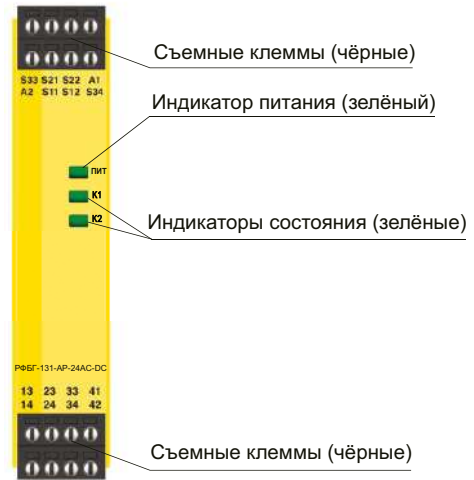 Съемные клеммы (чёрные)
S33 S21 S22 A1
A2 S11 S12 S34
Индикатор питания (зелёный)
ПИТ
K1
K2
Индикаторы состояния (зелёные)
РФБГ-131-АР-24AC-DC
13 23 33 41
14 24 34 42
Съемные клеммы (чёрные)